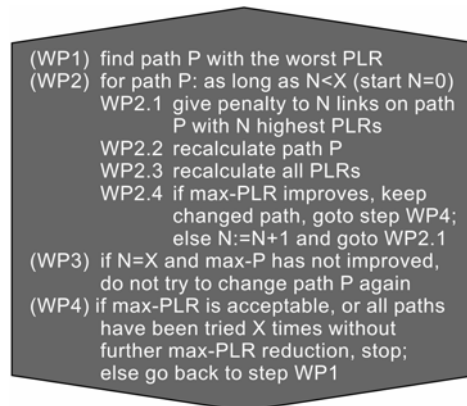 (WP1) find path P with the worst PLR
(WP2) for path P: as long as N<X (start N=0)
WP2.1 give penalty to N links on path
P with N highest PLRs
WP2.2 recalculate path P
WP2.3 recalculate all PLRs
WP2.4 if max-PLR improves, keep
changed path, goto step WP4;
else N:=N+1 and goto WP2.1
(WP3) if N=X and max-P has not improved,
do not try to change path P again
(WP4) if max-PLR is acceptable, or all paths
have been tried X times without
further max-PLR reduction, stop;
else go back to step WP1